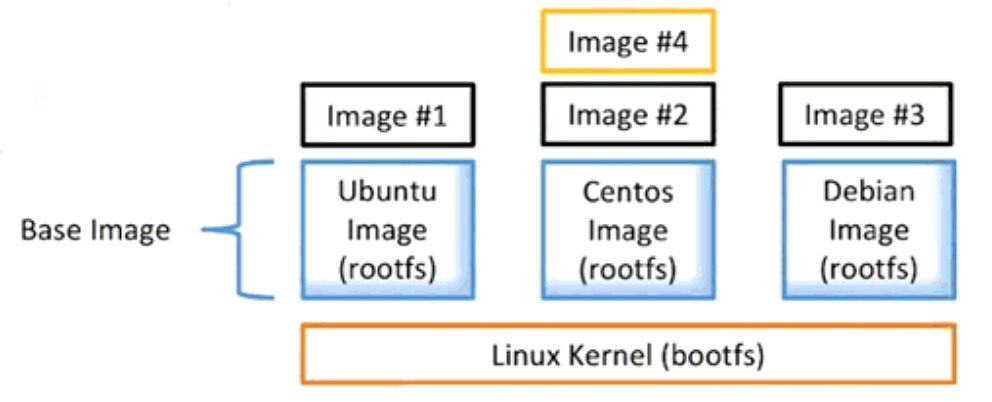 Image #4
Image #1
Image #2
Image #3
Base Image
Ubuntu
Image
(rootfs)
Centos
Image
(rootfs)
Debian
Image
(rootfs)
Linux Kernel (bootfs)